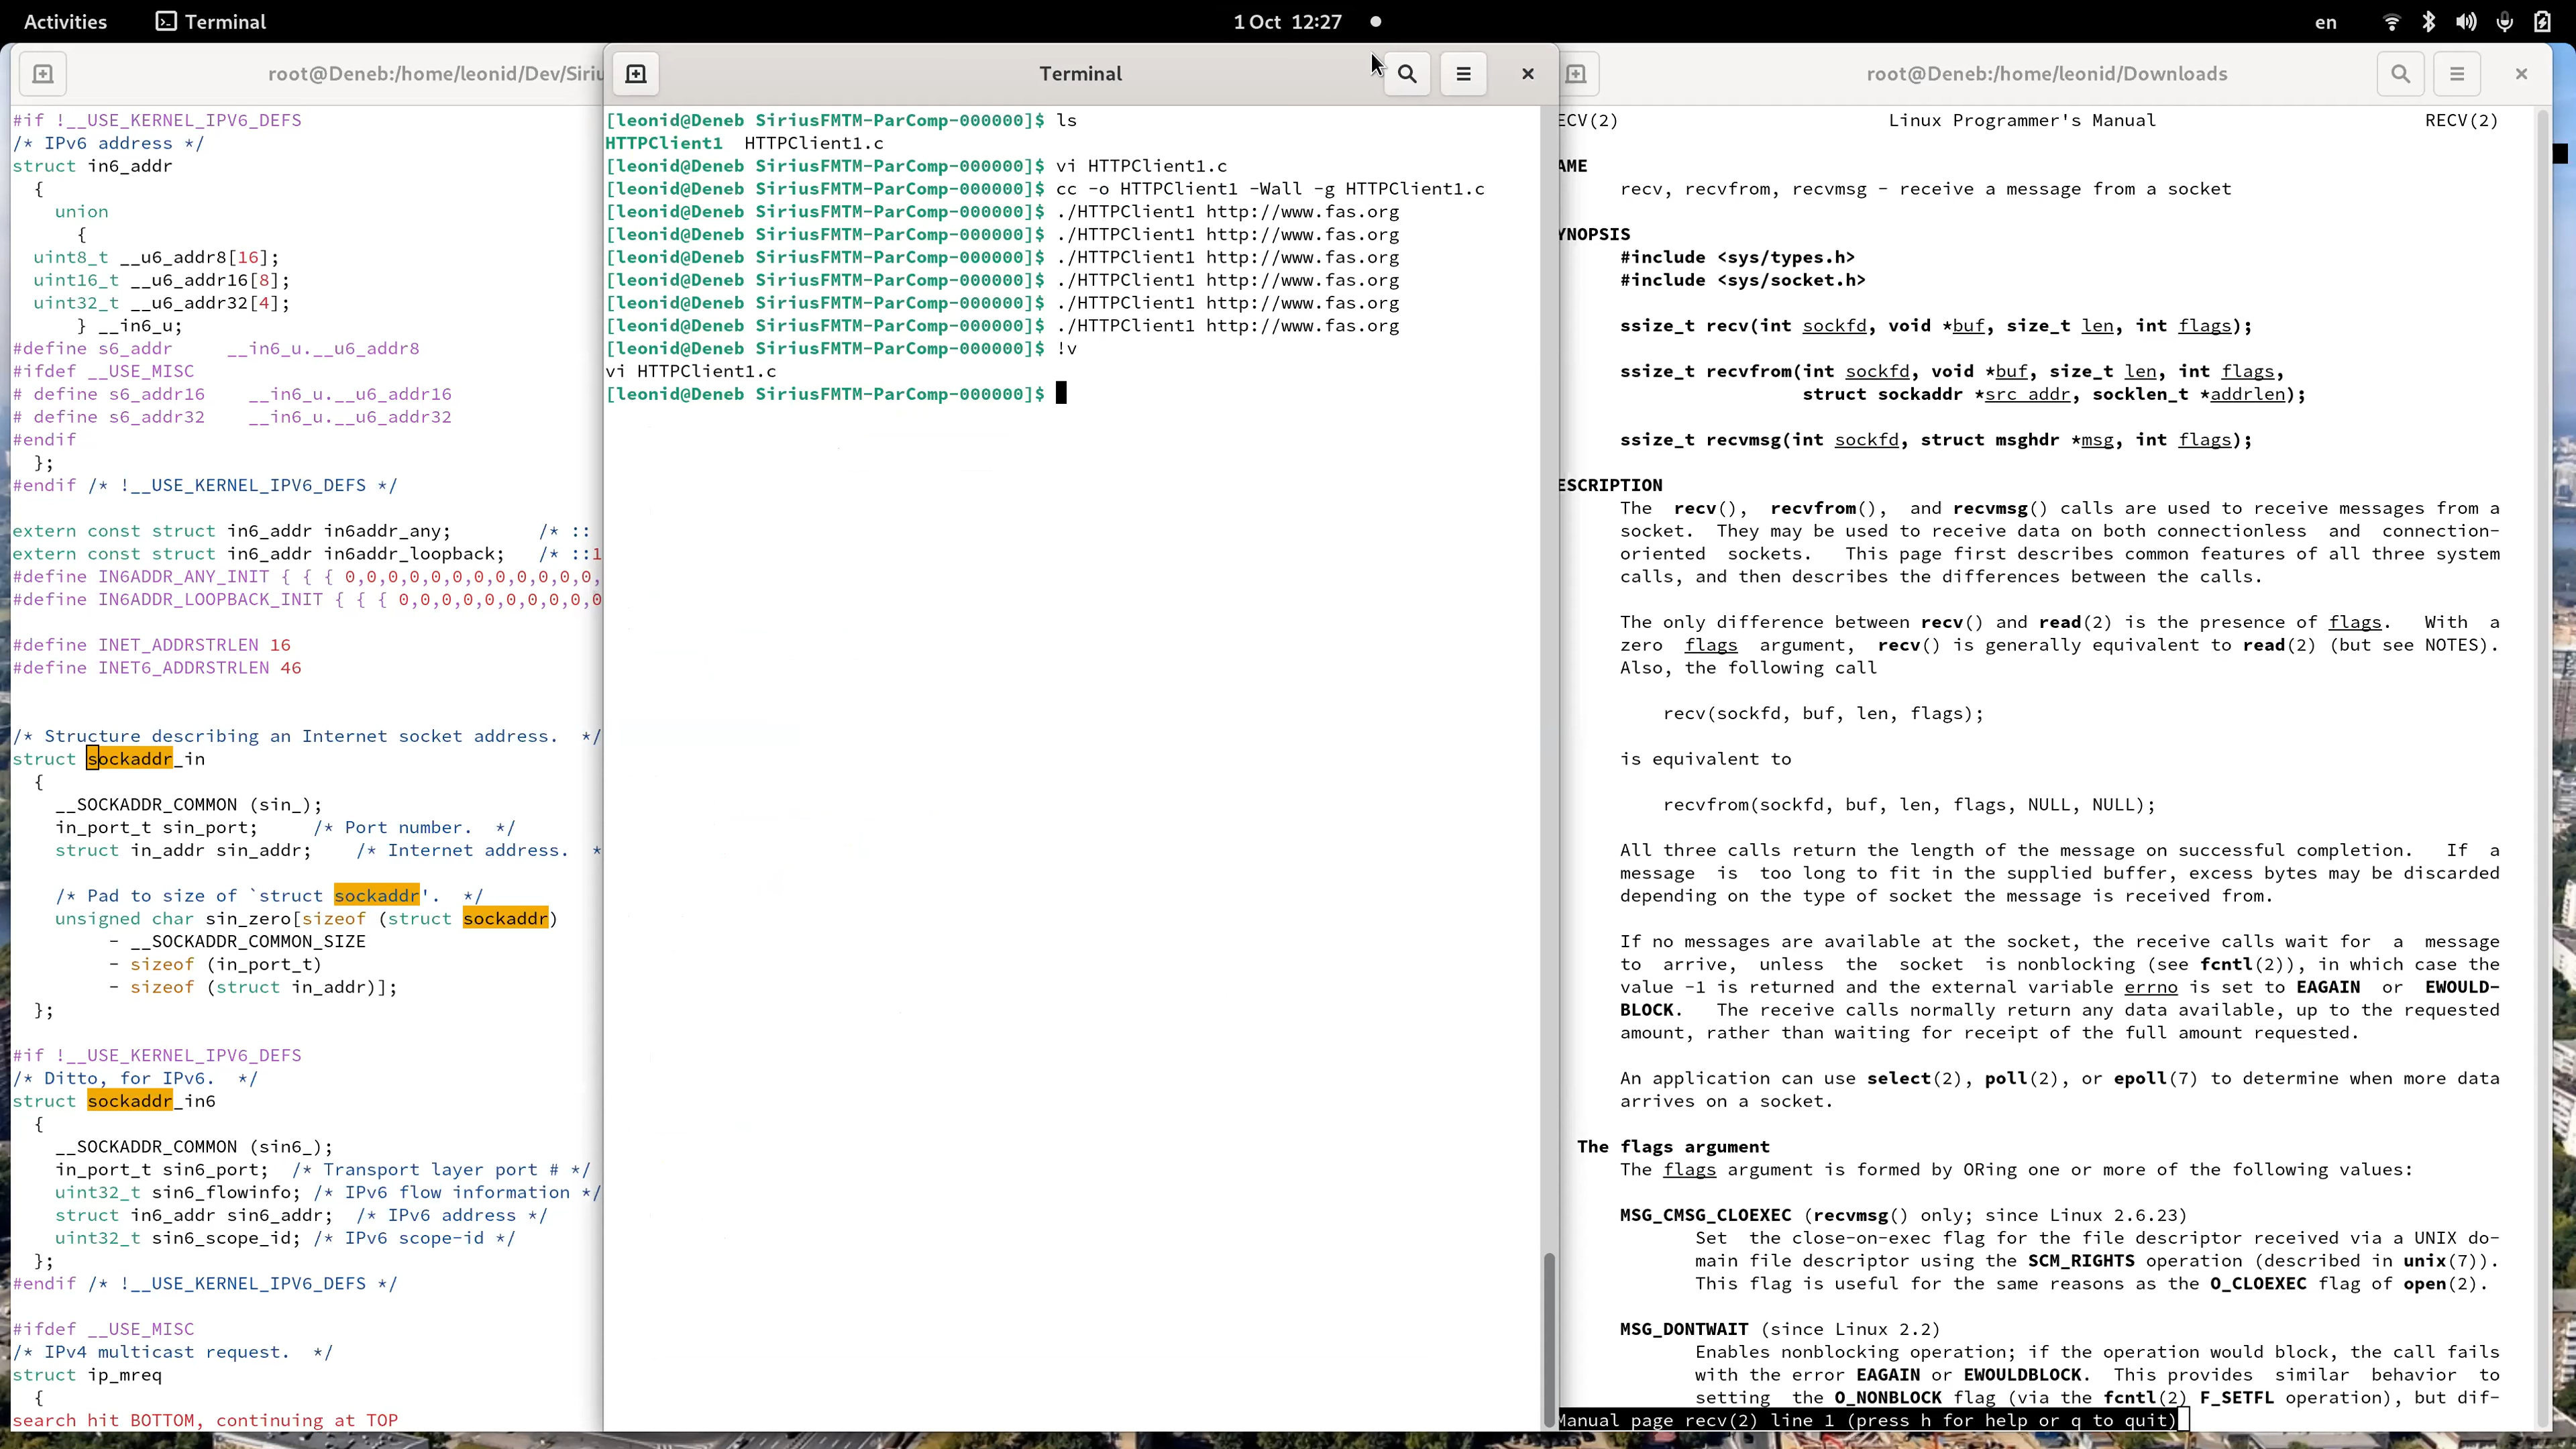 Activities
Terminal
1 Oct 12:27
en
root@Deneb:/home/leonid/Dev/Siriu
#if !__USE_KERNEL_IPV6_DEFS
/* IPv6 address */
struct in6_addr
{
union
{
uint8_t __u6_addr8[16];
uint16_t __u6_addr16[8];
uint32_t __u6_addr32[4];
} __in6_u;
#define s6_addr __in6_u.__u6_addr8
#ifdef __USE_MISC
# define s6_addr16 __in6_u.__u6_addr16
# define s6_addr32 __in6_u.__u6_addr32
#endif
};
#endif /* !__USE_KERNEL_IPV6_DEFS */
extern const struct in6_addr in6addr_any; /* ::
extern const struct in6_addr in6addr_loopback; /* ::1
#define IN6ADDR_ANY_INIT { { { 0,0,0,0,0,0,0,0,0,0,0,
#define IN6ADDR_LOOPBACK_INIT { { { 0,0,0,0,0,0,0,0,0,0
#define INET_ADDRSTRLEN 16
#define INET6_ADDRSTRLEN 46
/* Structure describing an Internet socket address. */
struct sockaddr_in
{
__SOCKADDR_COMMON (sin_);
in_port_t sin_port; /* Port number. */
struct in_addr sin_addr; /* Internet address. *
/* Pad to size of `struct sockaddr'. */
unsigned char sin_zero[sizeof (struct sockaddr)
- __SOCKADDR_COMMON_SIZE
- sizeof (in_port_t)
- sizeof (struct in_addr)];
};
#if !__USE_KERNEL_IPV6_DEFS
/* Ditto, for IPv6. */
struct sockaddr_in6
{
__SOCKADDR_COMMON (sin6_);
in_port_t sin6_port; /* Transport layer port # */
uint32_t sin6_flowinfo; /* IPv6 flow information */
struct in6_addr sin6_addr; /* IPv6 address */
uint32_t sin6_scope_id; /* IPv6 scope-id */
};
#endif /* !__USE_KERNEL_IPV6_DEFS */
#ifdef __USE_MISC
/* IPv4 multicast request. */
struct ip_mreq
{
search hit BOTTOM, continuing at TOP
Terminal
[leonid@Deneb SiriusFMTM-ParComp-000000]$ ls
HTTPClient1 HTTPClient1.c
[leonid@Deneb SiriusFMTM-ParComp-000000]$ vi HTTPClient1.c
[leonid@Deneb SiriusFMTM-ParComp-000000]$ cc -o HTTPClient1 -Wall -g HTTPClient1.c
[leonid@Deneb SiriusFMTM-ParComp-000000]$ ./HTTPClient1 http://www.fas.org
[leonid@Deneb SiriusFMTM-ParComp-000000]$ ./HTTPClient1 http://www.fas.org
[leonid@Deneb SiriusFMTM-ParComp-000000]$ ./HTTPClient1 http://www.fas.org
[leonid@Deneb SiriusFMTM-ParComp-000000]$ ./HTTPClient1 http://www.fas.org
[leonid@Deneb SiriusFMTM-ParComp-000000]$ ./HTTPClient1 http://www.fas.org
[leonid@Deneb SiriusFMTM-ParComp-000000]$ ./HTTPClient1 http://www.fas.org
[leonid@Deneb SiriusFMTM-ParComp-000000]$ !v
vi HTTPClient1.c
[leonid@Deneb SiriusFMTM-ParComp-000000]$
root@Deneb:/home/leonid/Downloads
ECV(2) Linux Programmer's Manual RECV(2)
AME
recv, recvfrom, recvmsg - receive a message from a socket
YNOPSIS
#include <sys/types.h>
#include <sys/socket.h>
ssize_t recv(int sockfd, void *buf, size_t len, int flags);
ssize_t recvfrom(int sockfd, void *buf, size_t len, int flags,
struct sockaddr *src_addr, socklen_t *addrlen);
ssize_t recvmsg(int sockfd, struct msghdr *msg, int flags);
ESCRIPTION
The recv(), recvfrom(), and recvmsg() calls are used to receive messages from a
socket. They may be used to receive data on both connectionless and connection-
oriented sockets. This page first describes common features of all three system
calls, and then describes the differences between the calls.
The only difference between recv() and read(2) is the presence of flags. With a
zero flags argument, recv() is generally equivalent to read(2) (but see NOTES).
Also, the following call
recv(sockfd, buf, len, flags);
is equivalent to
recvfrom(sockfd, buf, len, flags, NULL, NULL);
All three calls return the length of the message on successful completion. If a
message is too long to fit in the supplied buffer, excess bytes may be discarded
depending on the type of socket the message is received from.
If no messages are available at the socket, the receive calls wait for a message
to arrive, unless the socket is nonblocking (see fcntl(2)), in which case the
value -1 is returned and the external variable errno is set to EAGAIN or EWOULD-
BLOCK. The receive calls normally return any data available, up to the requested
amount, rather than waiting for receipt of the full amount requested.
An application can use select(2), poll(2), or epoll(7) to determine when more data
arrives on a socket.
The flags argument
The flags argument is formed by ORing one or more of the following values:
MSG_CMSG_CLOEXEC (recvmsg() only; since Linux 2.6.23)
Set the close-on-exec flag for the file descriptor received via a UNIX do-
main file descriptor using the SCM_RIGHTS operation (described in unix(7)).
This flag is useful for the same reasons as the O_CLOEXEC flag of open(2).
MSG_DONTWAIT (since Linux 2.2)
Enables nonblocking operation; if the operation would block, the call fails
with the error EAGAIN or EWOULDBLOCK. This provides similar behavior to
setting the O_NONBLOCK flag (via the fcntl(2) F_SETFL operation), but dif-
Manual page recv(2) line 1 (press h for help or q to quit)